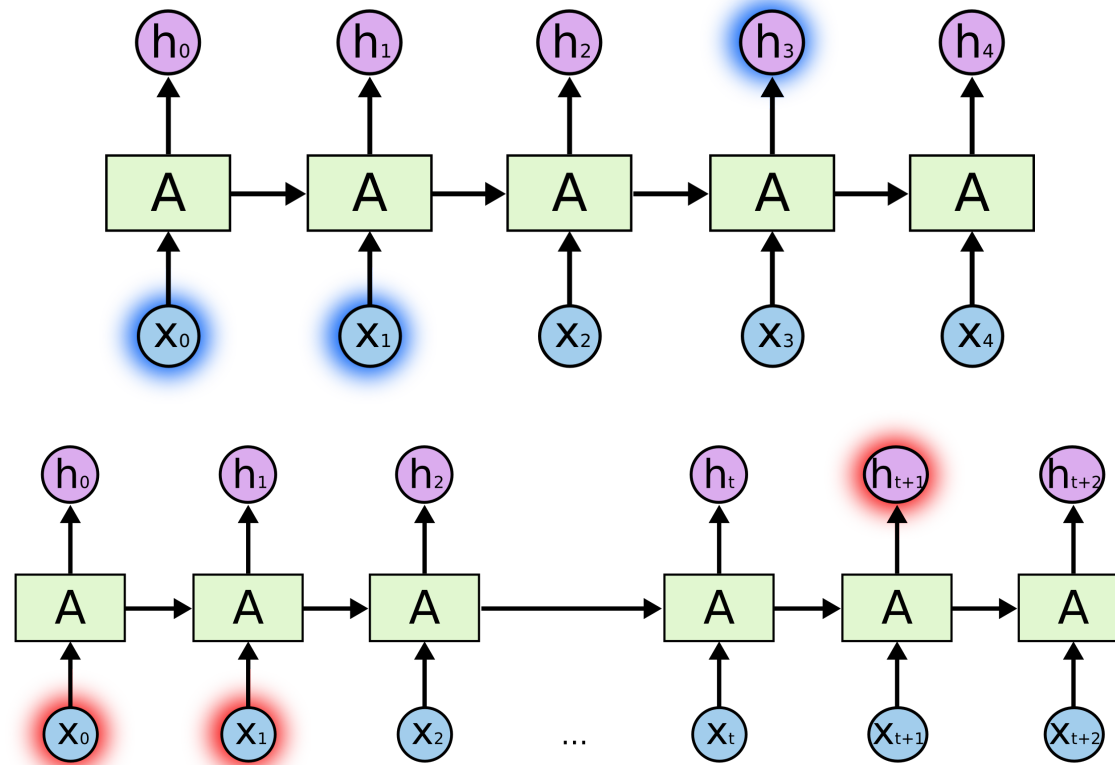 h₀ h₁ h₂ h₃ h₄
A A A A A
x₀ x₁ x₂ x₃ x₄
h₀ h₁ h₂ hₜ hₜ₊₁ hₜ₊₂
A A A A A A
x₀ x₁ x₂ ... xₜ xₜ₊₁ xₜ₊₂